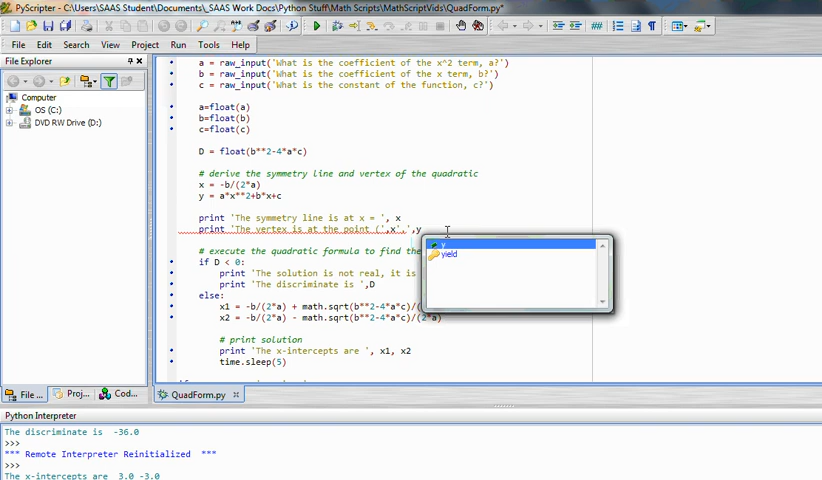 PyScripter - C:\Users\SAAS Student\Documents\_SAAS Work Docs\Python Stuff\Math Scripts\MathScriptVids\QuadForm.py*
File Edit Search View Project Run Tools Help
File Explorer
Computer
OS (C:)
DVD RW Drive (D:)
File ... Proj... Cod...
a = raw_input('What is the coefficient of the x^2 term, a?')
b = raw_input('What is the coefficient of the x term, b?')
c = raw_input('What is the constant of the function, c?')
a=float(a)
b=float(b)
c=float(c)
D = float(b**2-4*a*c)
# derive the symmetry line and vertex of the quadratic
x = -b/(2*a)
y = a*x**2+b*x+c
print 'The symmetry line is at x = ', x
print 'The vertex is at the point (',x',',y
y
yield
# execute the quadratic formula to find the
if D < 0:
print 'The solution is not real, it is
print 'The discriminate is ',D
else:
x1 = -b/(2*a) + math.sqrt(b**2-4*a*c)/(
x2 = -b/(2*a) - math.sqrt(b**2-4*a*c)/(2*a)
# print solution
print 'The x-intercepts are ', x1, x2
time.sleep(5)
QuadForm.py
Python Interpreter
The discriminate is  -36.0
>>>
*** Remote Interpreter Reinitialized  ***
>>>
The x-intercepts are  3.0 -3.0